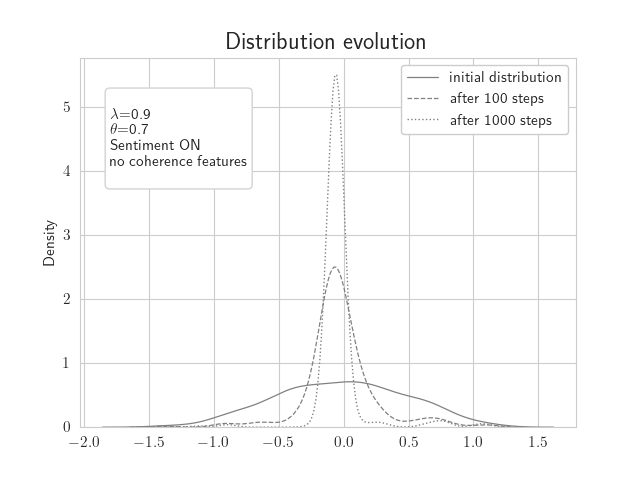 Distribution evolution
λ=0.9
θ=0.7
Sentiment ON
no coherence features
initial distribution
after 100 steps
after 1000 steps
Density
5
4
3
2
1
0
−2.0 −1.5 −1.0 −0.5 0.0 0.5 1.0 1.5